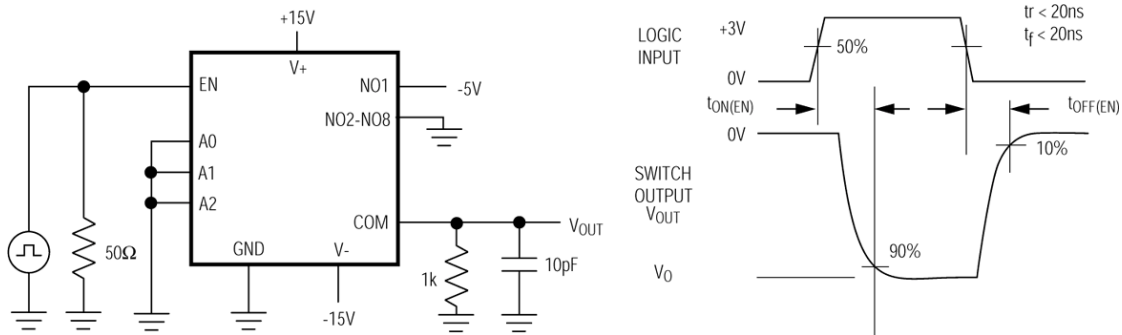 +15V
V+
EN
NO1
-5V
NO2-NO8
A0
A1
A2
COM
VOUT
50Ω
GND
V-
1k
10pF
-15V
LOGIC
INPUT
+3V
0V
50%
tr < 20ns
tf < 20ns
tON(EN)
tOFF(EN)
0V
10%
SWITCH
OUTPUT
VOUT
90%
VO